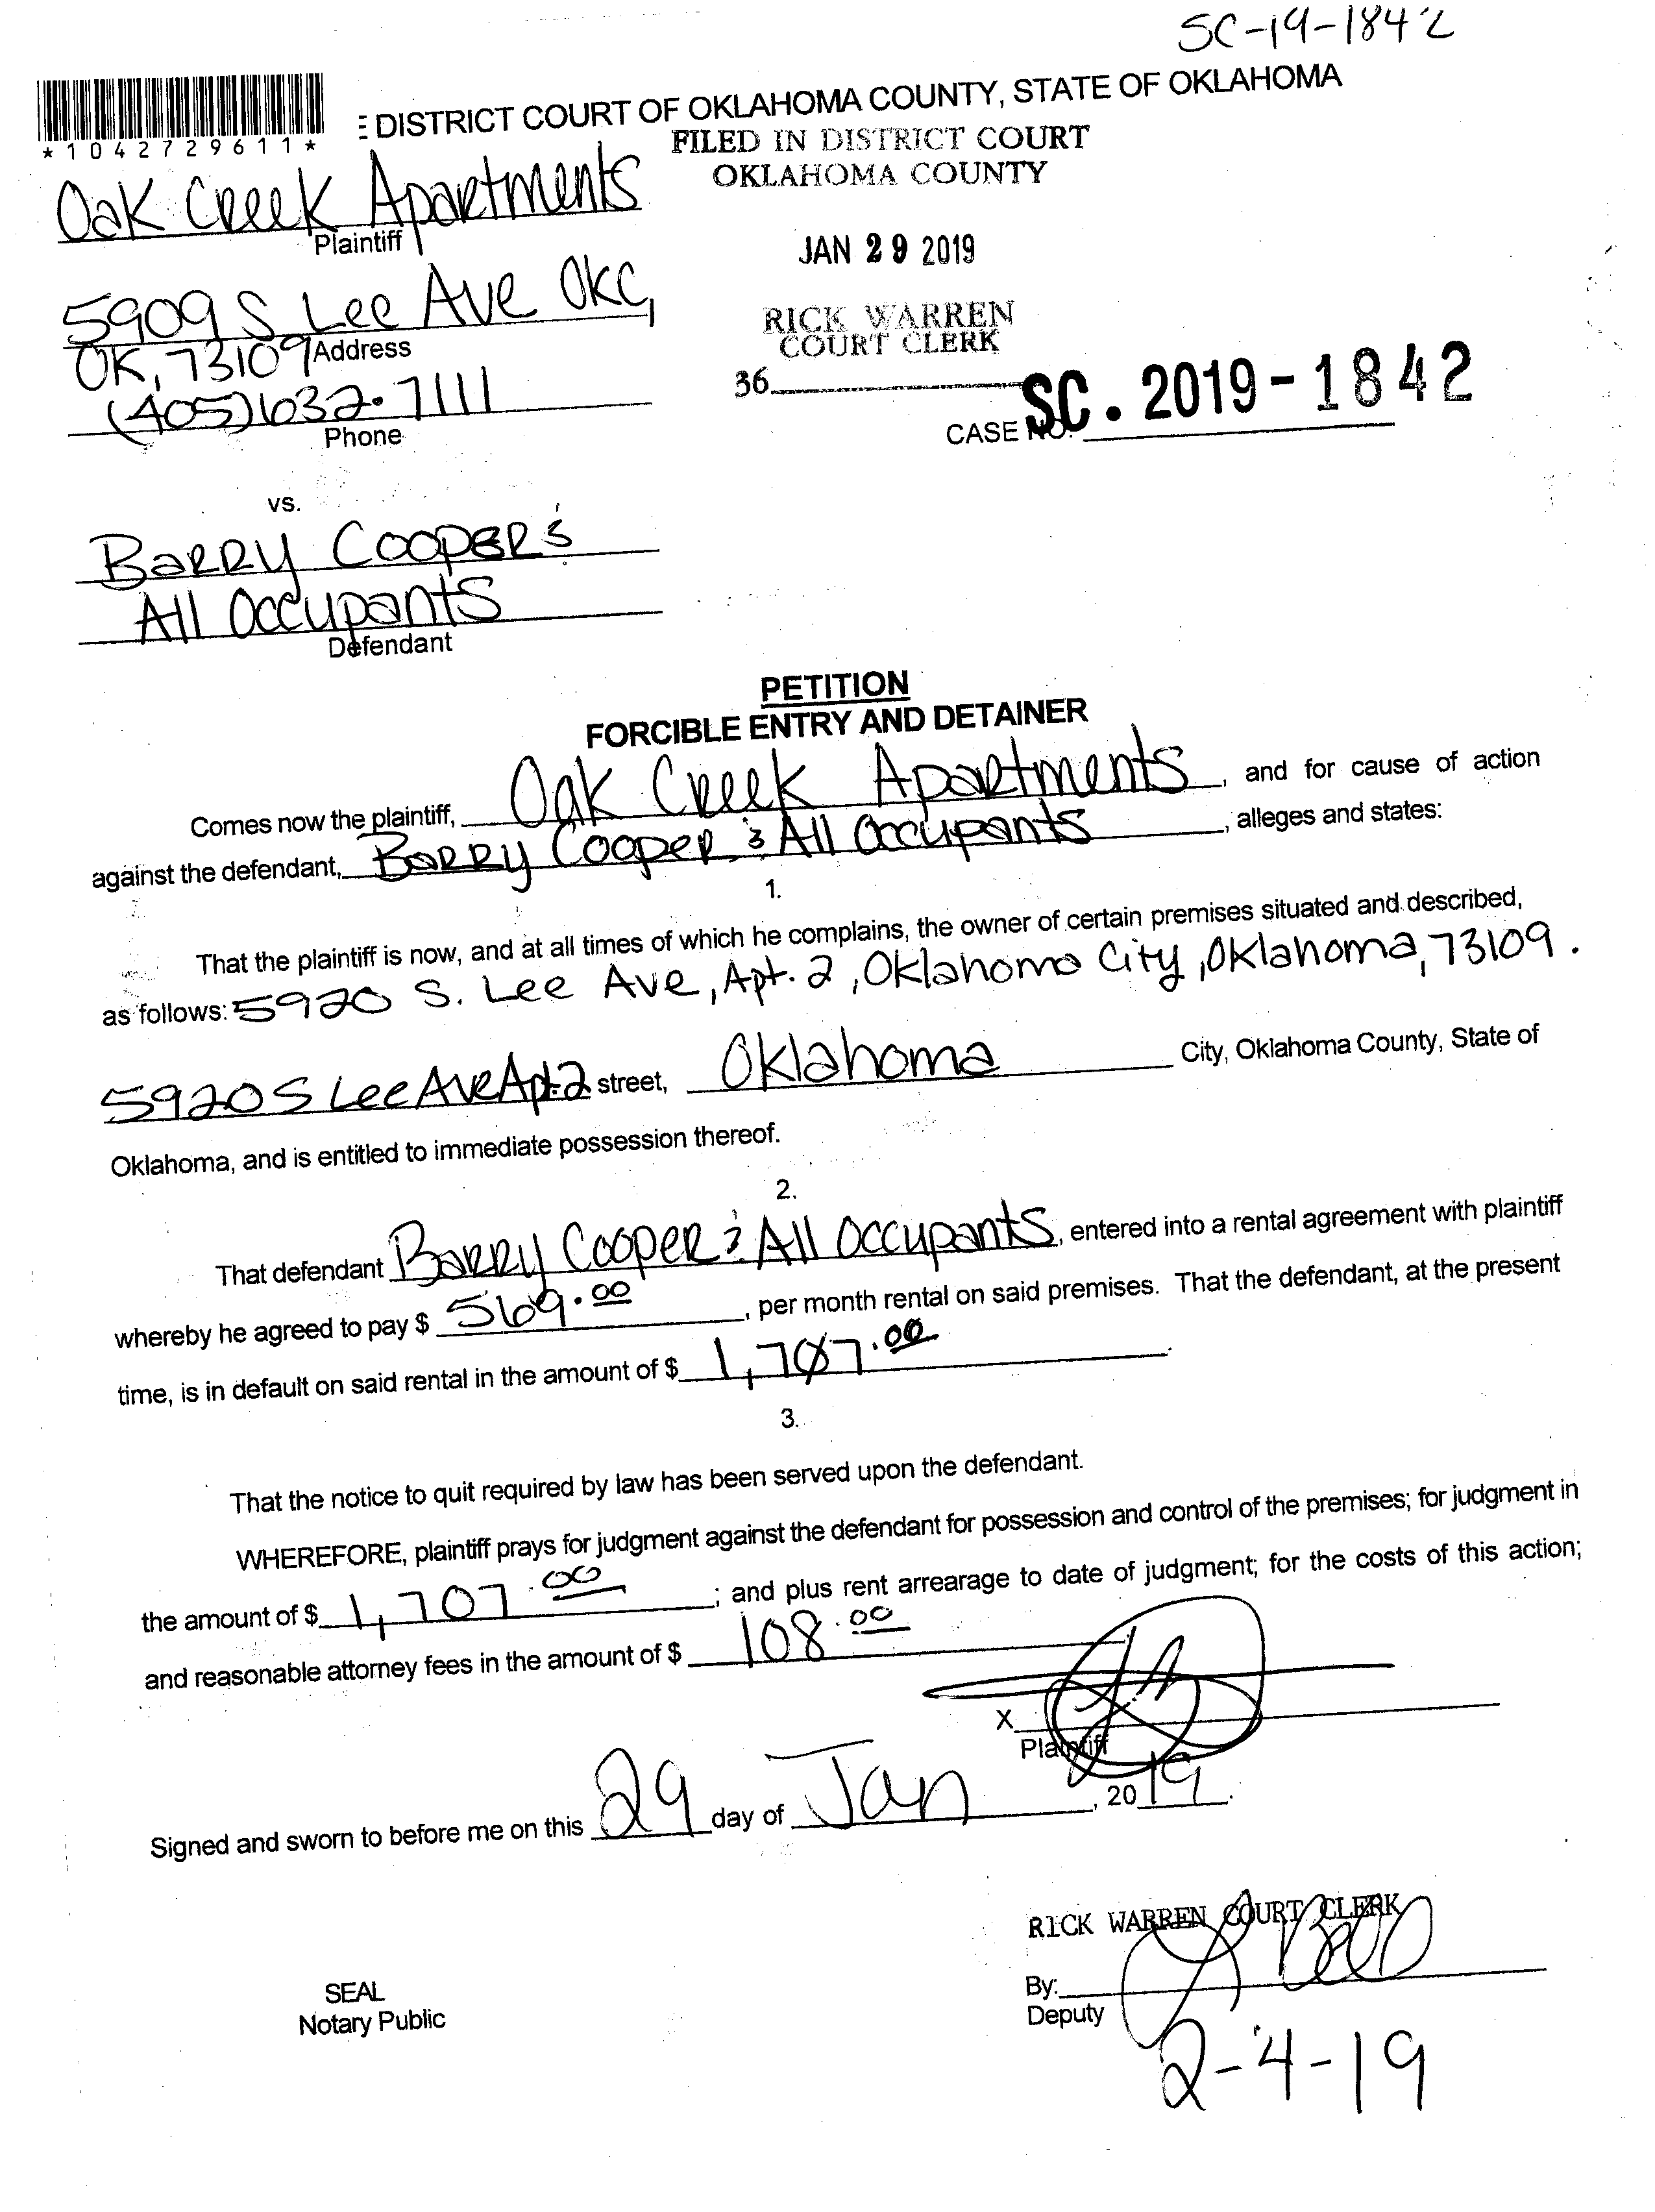 SC-19-1842
*1042729611*
E DISTRICT COURT OF OKLAHOMA COUNTY, STATE OF OKLAHOMA
FILED IN DISTRICT COURT
OKLAHOMA COUNTY
Oak Creek Apartments
Plaintiff
JAN 29 2019
5909 S Lee Ave OKC,
OK, 73109 Address
RICK WARREN
COURT CLERK
(405)632-7111
Phone
36
CASE NO. SC. 2019-1842
vs.
Barry Cooper &
All Occupants
Defendant
PETITION
FORCIBLE ENTRY AND DETAINER
Comes now the plaintiff, Oak Creek Apartments, and for cause of action
against the defendant, Barry Cooper & All Occupants, alleges and states:
1.
That the plaintiff is now, and at all times of which he complains, the owner of certain premises situated and described,
as follows: 5920 S. Lee Ave, Apt. 2, Oklahoma City, Oklahoma, 73109.
5920 S Lee Ave Apt. 2 street, Oklahoma City, Oklahoma County, State of
Oklahoma, and is entitled to immediate possession thereof.
2.
That defendant Barry Cooper & All Occupants, entered into a rental agreement with plaintiff
whereby he agreed to pay $ 569.00, per month rental on said premises. That the defendant, at the present
time, is in default on said rental in the amount of $ 1,707.00.
3.
That the notice to quit required by law has been served upon the defendant.
WHEREFORE, plaintiff prays for judgment against the defendant for possession and control of the premises; for judgment in
the amount of $ 1,707.00; and plus rent arrearage to date of judgment; for the costs of this action;
and reasonable attorney fees in the amount of $ 108.00
X
Plaintiff
Signed and sworn to before me on this 29 day of Jan, 2019.
RICK WARREN COURT CLERK
SEAL
Notary Public
By:
Deputy
2-4-19